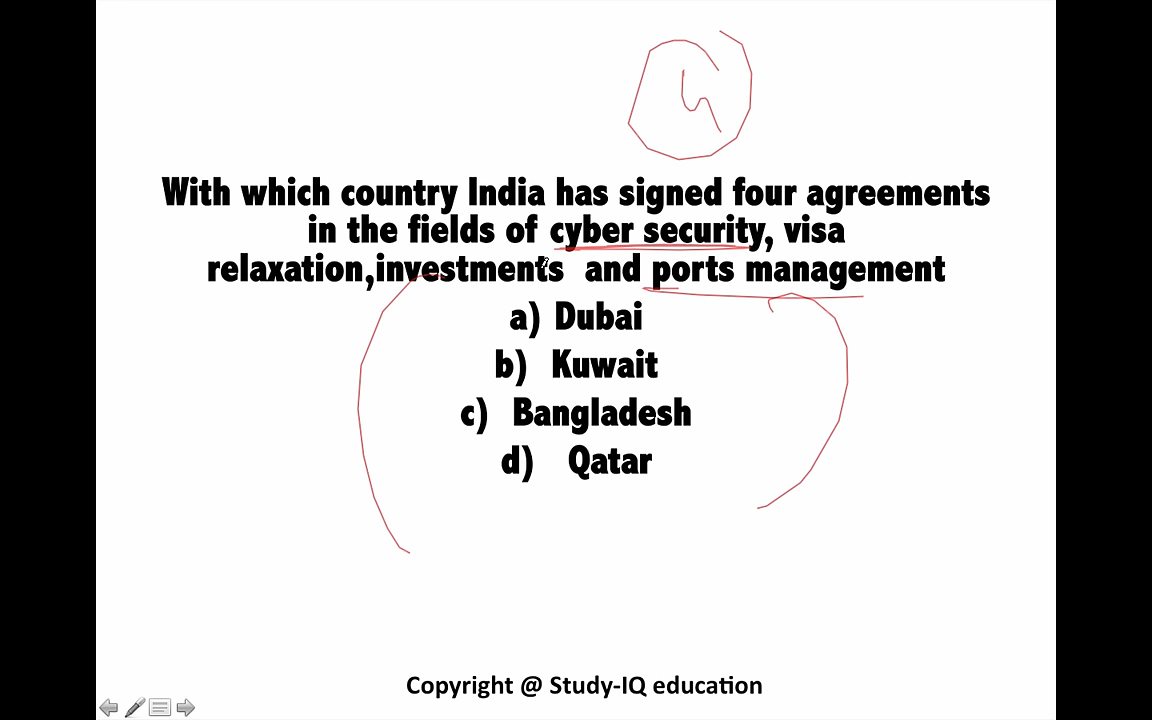 With which country India has signed four agreements
in the fields of cyber security, visa
relaxation,investments and ports management
a) Dubai
b) Kuwait
c) Bangladesh
d) Qatar
Copyright @ Study-IQ education